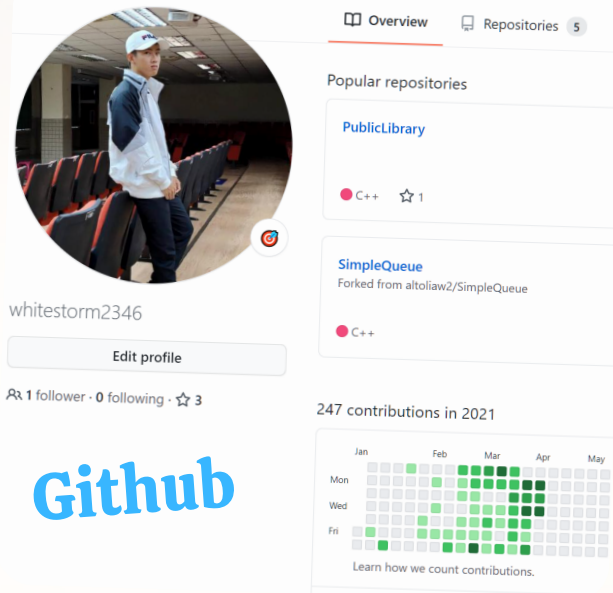 Overview
Repositories 5
Popular repositories
PublicLibrary
C++ 1
SimpleQueue
Forked from altoliaw2/SimpleQueue
C++
whitestorm2346
Edit profile
1 follower · 0 following · 3
247 contributions in 2021
Jan Feb Mar Apr May
Mon
Wed
Fri
Learn how we count contributions.
Github